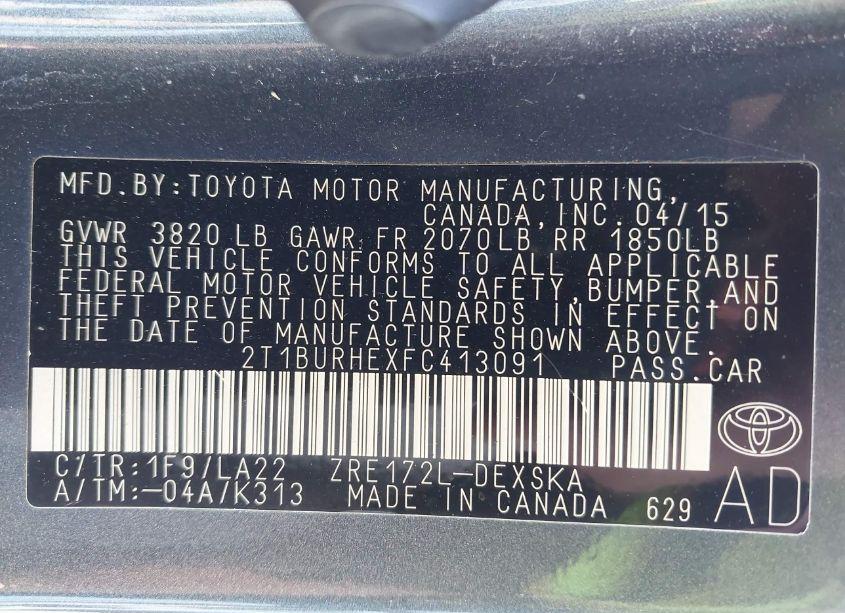 MFD.BY:TOYOTA MOTOR MANUFACTURING,
CANADA,INC. 04/15
GVWR 3820 LB GAWR FR 2070LB RR 1850LB
THIS VEHICLE CONFORMS TO ALL APPLICABLE
FEDERAL MOTOR VEHICLE SAFETY,BUMPER,AND
THEFT PREVENTION STANDARDS IN EFFECT ON
THE DATE OF MANUFACTURE SHOWN ABOVE.
2T1BURHEXFC413091 PASS.CAR
C/TR:1F9/LA22 ZRE172L-DEXSKA
A/TM:-04A/K313 MADE IN CANADA 629 AD